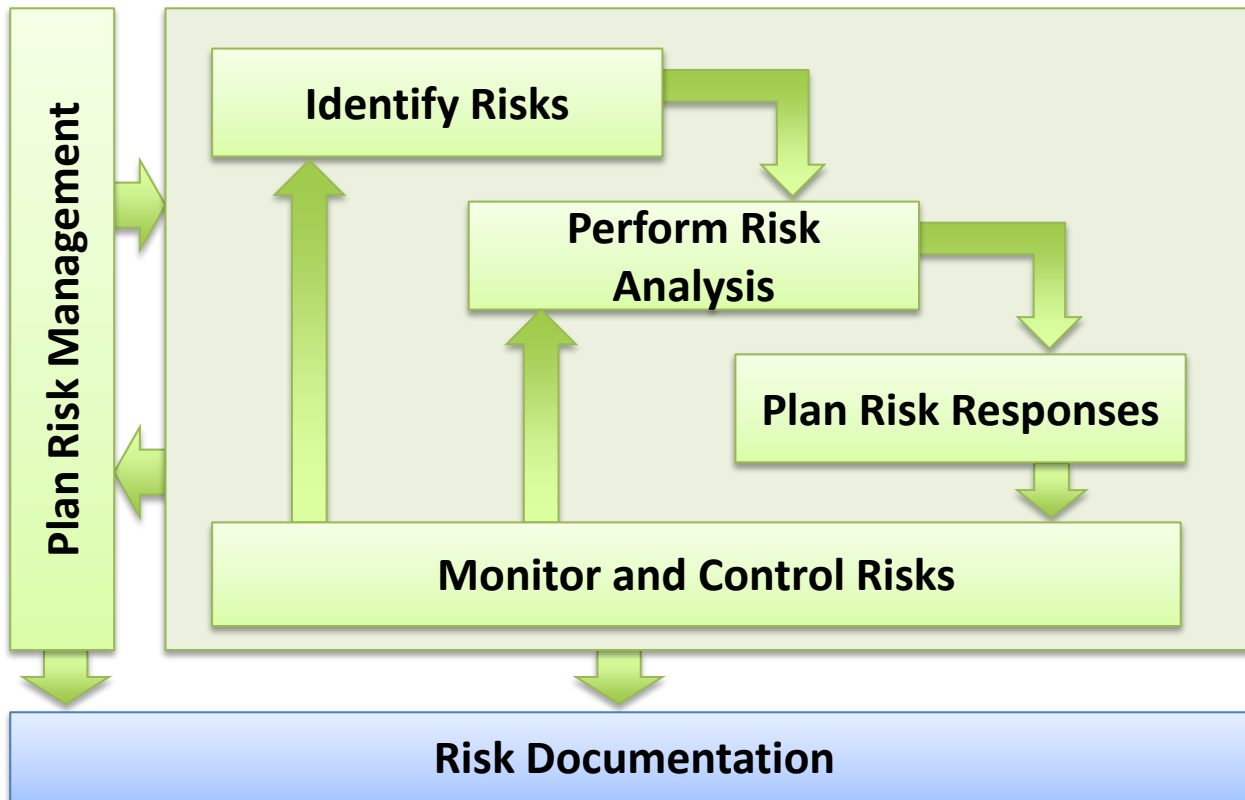 Plan Risk Management
Identify Risks
Perform Risk
Analysis
Plan Risk Responses
Monitor and Control Risks
Risk Documentation